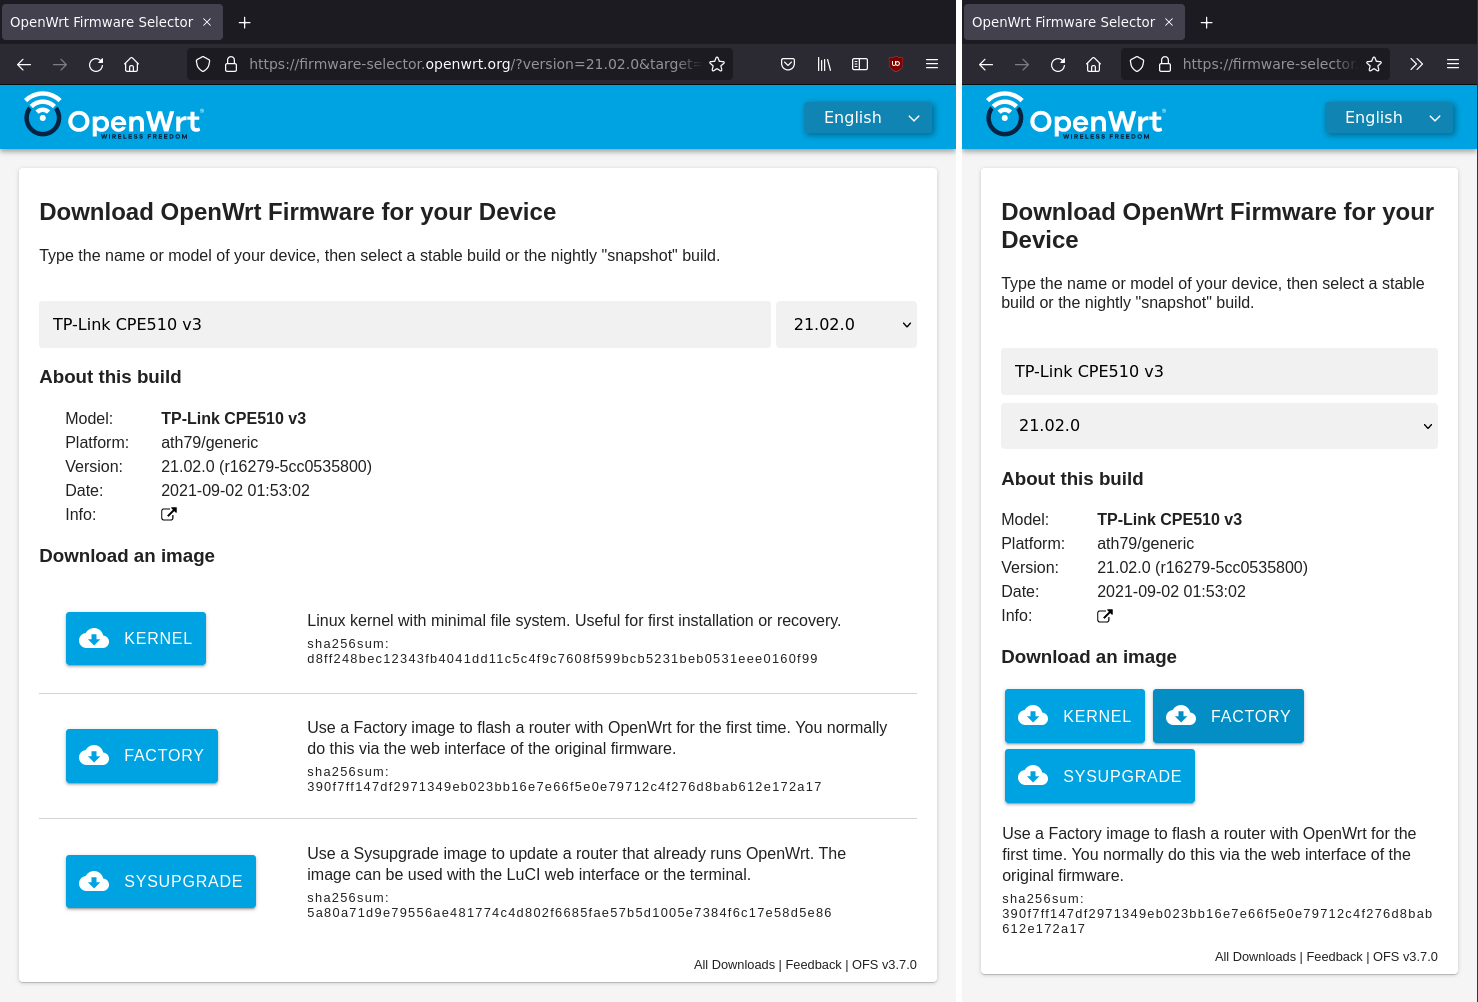 OpenWrt Firmware Selector
https://firmware-selector.openwrt.org/?version=21.02.0&target=
OpenWrt
WIRELESS FREEDOM
English
Download OpenWrt Firmware for your Device
Type the name or model of your device, then select a stable build or the nightly "snapshot" build.
TP-Link CPE510 v3 21.02.0
About this build
Model: TP-Link CPE510 v3
Platform: ath79/generic
Version: 21.02.0 (r16279-5cc0535800)
Date: 2021-09-02 01:53:02
Info:
Download an image
KERNEL
Linux kernel with minimal file system. Useful for first installation or recovery.
sha256sum:
d8ff248bec12343fb4041dd11c5c4f9c7608f599bcb5231beb0531eee0160f99
FACTORY
Use a Factory image to flash a router with OpenWrt for the first time. You normally
do this via the web interface of the original firmware.
sha256sum:
390f7ff147df2971349eb023bb16e7e66f5e0e79712c4f276d8bab612e172a17
SYSUPGRADE
Use a Sysupgrade image to update a router that already runs OpenWrt. The
image can be used with the LuCI web interface or the terminal.
sha256sum:
5a80a71d9e79556ae481774c4d802f6685fae57b5d1005e7384f6c17e58d5e86
All Downloads | Feedback | OFS v3.7.0
OpenWrt Firmware Selector
https://firmware-selector
OpenWrt
WIRELESS FREEDOM
English
Download OpenWrt Firmware for your
Device
Type the name or model of your device, then select a stable
build or the nightly "snapshot" build.
TP-Link CPE510 v3
21.02.0
About this build
Model: TP-Link CPE510 v3
Platform: ath79/generic
Version: 21.02.0 (r16279-5cc0535800)
Date: 2021-09-02 01:53:02
Info:
Download an image
KERNEL FACTORY
SYSUPGRADE
Use a Factory image to flash a router with OpenWrt for the
first time. You normally do this via the web interface of the
original firmware.
sha256sum:
390f7ff147df2971349eb023bb16e7e66f5e0e79712c4f276d8bab
612e172a17
All Downloads | Feedback | OFS v3.7.0